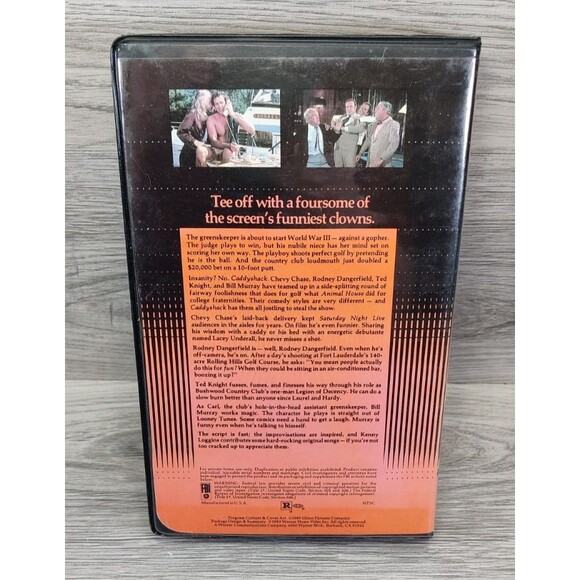 Tee off with a foursome of
the screen's funniest clowns.
The greenskeeper is about to start World War III — against a gopher.
The judge plays to win, but his nubile niece has her mind set on
scoring her own way. The playboy shoots perfect golf by pretending
he is the ball. And the country club loudmouth just doubled a
$20,000 bet on a 10-foot putt.
Insanity? No. Caddyshack. Chevy Chase, Rodney Dangerfield, Ted
Knight, and Bill Murray have teamed up in a side-splitting round of
fairway foolishness that does for golf what Animal House did for
college fraternities. Their comedy styles are very different — and
Caddyshack has them all jostling to steal the show.
Chevy Chase's laid-back delivery kept Saturday Night Live
audiences in the aisles for years. On film he's even funnier. Sharing
his wisdom with a caddy or his bed with an energetic debutante
named Lacey Underall, he never misses a shot.
Rodney Dangerfield is — well, Rodney Dangerfield. Even when he's
off-camera, he's on. After a day's shooting at Fort Lauderdale's 140-
acre Rolling Hills Golf Course, he asks: "You mean people actually
do this for fun? When they could be sitting in an air-conditioned bar,
boozing it up?"
Ted Knight fusses, fumes, and finesses his way through his role as
Bushwood Country Club's one-man Legion of Decency. He can do
a slow burn better than anyone since Laurel and Hardy.
As Carl, the club's hole-in-the-head assistant greenskeeper, Bill
Murray works magic. The character he plays is straight out of
Looney Tunes. Some comics need a hand to get a laugh. Murray is
funny even when he's talking to himself.
The script is fast; the improvisations are inspired, and Kenny
Loggins contributes some hard-rocking original songs — if you're not
too cracked up to appreciate them.
For private home use only.
FBI
WARNING:
Manufactured in U.S.A.
NTSC
R